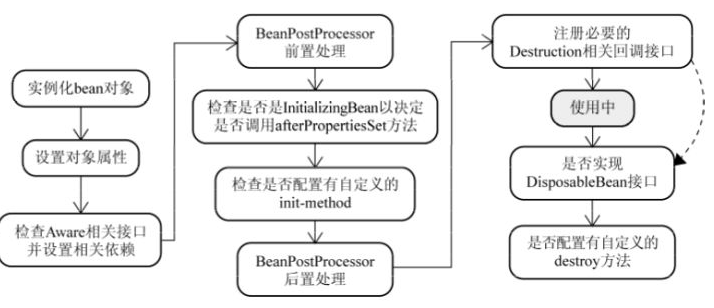 实例化bean对象
设置对象属性
检查Aware相关接口
并设置相关依赖
BeanPostProcessor
前置处理
检查是否是InitializingBean以决定
是否调用afterPropertiesSet方法
检查是否配置有自定义的
init-method
BeanPostProcessor
后置处理
注册必要的
Destruction相关回调接口
使用中
是否实现
DisposableBean接口
是否配置有自定义的
destroy方法